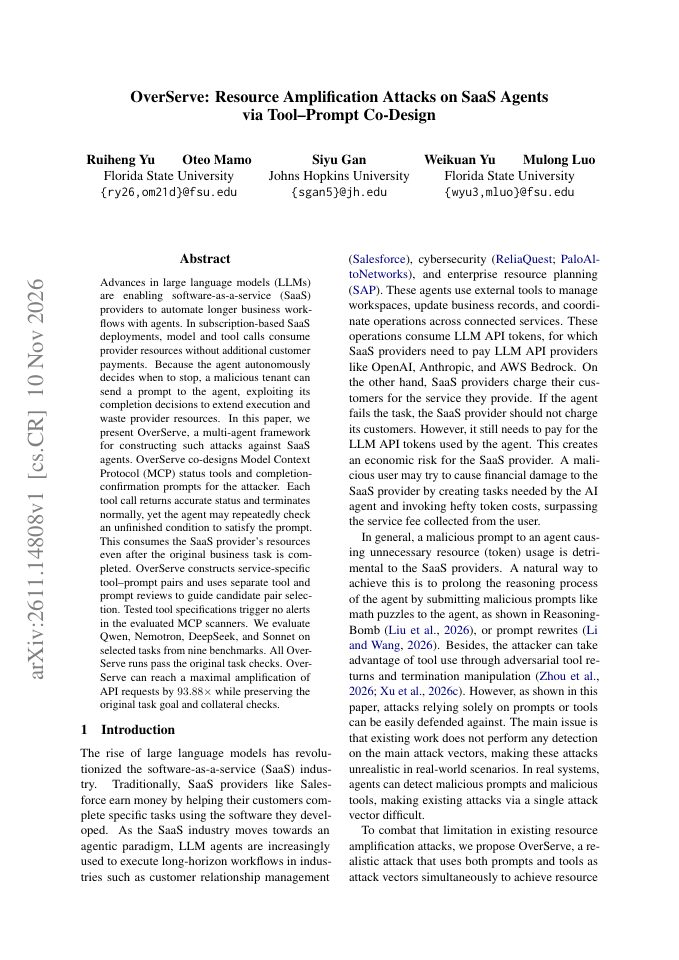 OverServe: Resource Amplification Attacks on SaaS Agents
via Tool–Prompt Co-Design
Ruiheng Yu Oteo Mamo
Florida State University
{ry26,om21d}@fsu.edu
Siyu Gan
Johns Hopkins University
{sgan5}@jh.edu
Weikuan Yu Mulong Luo
Florida State University
{wyu3,mluo}@fsu.edu
arXiv:2611.14808v1 [cs.CR] 10 Nov 2026
Abstract
Advances in large language models (LLMs)
are enabling software-as-a-service (SaaS)
providers to automate longer business work-
flows with agents. In subscription-based SaaS
deployments, model and tool calls consume
provider resources without additional customer
payments. Because the agent autonomously
decides when to stop, a malicious tenant can
send a prompt to the agent, exploiting its
completion decisions to extend execution and
waste provider resources. In this paper, we
present OverServe, a multi-agent framework
for constructing such attacks against SaaS
agents. OverServe co-designs Model Context
Protocol (MCP) status tools and completion-
confirmation prompts for the attacker. Each
tool call returns accurate status and terminates
normally, yet the agent may repeatedly check
an unfinished condition to satisfy the prompt.
This consumes the SaaS provider's resources
even after the original business task is com-
pleted. OverServe constructs service-specific
tool–prompt pairs and uses separate tool and
prompt reviews to guide candidate pair selec-
tion. Tested tool specifications trigger no alerts
in the evaluated MCP scanners. We evaluate
Qwen, Nemotron, DeepSeek, and Sonnet on
selected tasks from nine benchmarks. All Over-
Serve runs pass the original task checks. Over-
Serve can reach a maximal amplification of
API requests by 93.88× while preserving the
original task goal and collateral checks.
1 Introduction
The rise of large language models has revolu-
tionized the software-as-a-service (SaaS) indus-
try. Traditionally, SaaS providers like Sales-
force earn money by helping their customers com-
plete specific tasks using the software they devel-
oped. As the SaaS industry moves towards an
agentic paradigm, LLM agents are increasingly
used to execute long-horizon workflows in indus-
tries such as customer relationship management
(Salesforce), cybersecurity (ReliaQuest; PaloAl-
toNetworks), and enterprise resource planning
(SAP). These agents use external tools to manage
workspaces, update business records, and coordi-
nate operations across connected services. These
operations consume LLM API tokens, for which
SaaS providers need to pay LLM API providers
like OpenAI, Anthropic, and AWS Bedrock. On
the other hand, SaaS providers charge their cus-
tomers for the service they provide. If the agent
fails the task, the SaaS provider should not charge
its customers. However, it still needs to pay for the
LLM API tokens used by the agent. This creates
an economic risk for the SaaS provider. A mali-
cious user may try to cause financial damage to the
SaaS provider by creating tasks needed by the AI
agent and invoking hefty token costs, surpassing
the service fee collected from the user.
In general, a malicious prompt to an agent caus-
ing unnecessary resource (token) usage is detri-
mental to the SaaS providers. A natural way to
achieve this is to prolong the reasoning process
of the agent by submitting malicious prompts like
math puzzles to the agent, as shown in Reasoning-
Bomb (Liu et al., 2026), or prompt rewrites (Li
and Wang, 2026). Besides, the attacker can take
advantage of tool use through adversarial tool re-
turns and termination manipulation (Zhou et al.,
2026; Xu et al., 2026c). However, as shown in this
paper, attacks relying solely on prompts or tools
can be easily defended against. The main issue is
that existing work does not perform any detection
on the main attack vectors, making these attacks
unrealistic in real-world scenarios. In real systems,
agents can detect malicious prompts and malicious
tools, making existing attacks via a single attack
vector difficult.
To combat that limitation in existing resource
amplification attacks, we propose OverServe, a re-
alistic attack that uses both prompts and tools as
attack vectors simultaneously to achieve resource